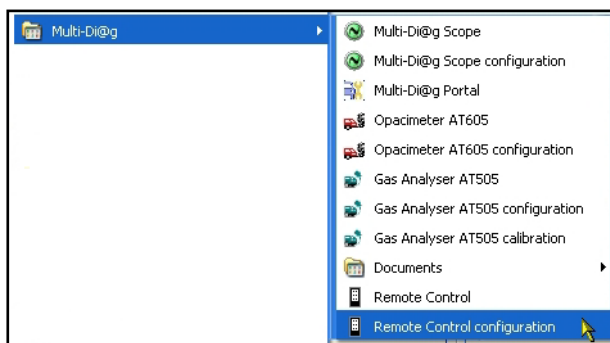 Multi-Di@g
Multi-Di@g Scope
Multi-Di@g Scope configuration
Multi-Di@g Portal
Opacimeter AT605
Opacimeter AT605 configuration
Gas Analyser AT505
Gas Analyser AT505 configuration
Gas Analyser AT505 calibration
Documents
Remote Control
Remote Control configuration